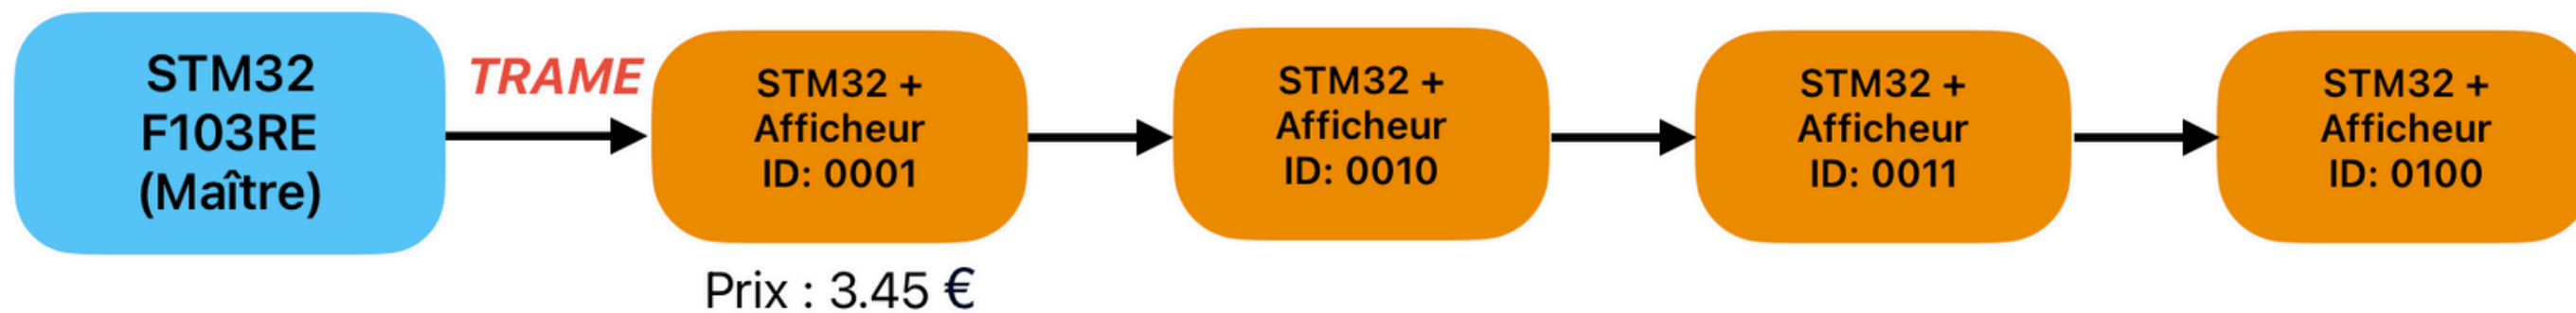 STM32
F103RE
(Maître)
TRAME
STM32 +
Afficheur
ID: 0001
STM32 +
Afficheur
ID: 0010
STM32 +
Afficheur
ID: 0011
STM32 +
Afficheur
ID: 0100
Prix : 3.45 €